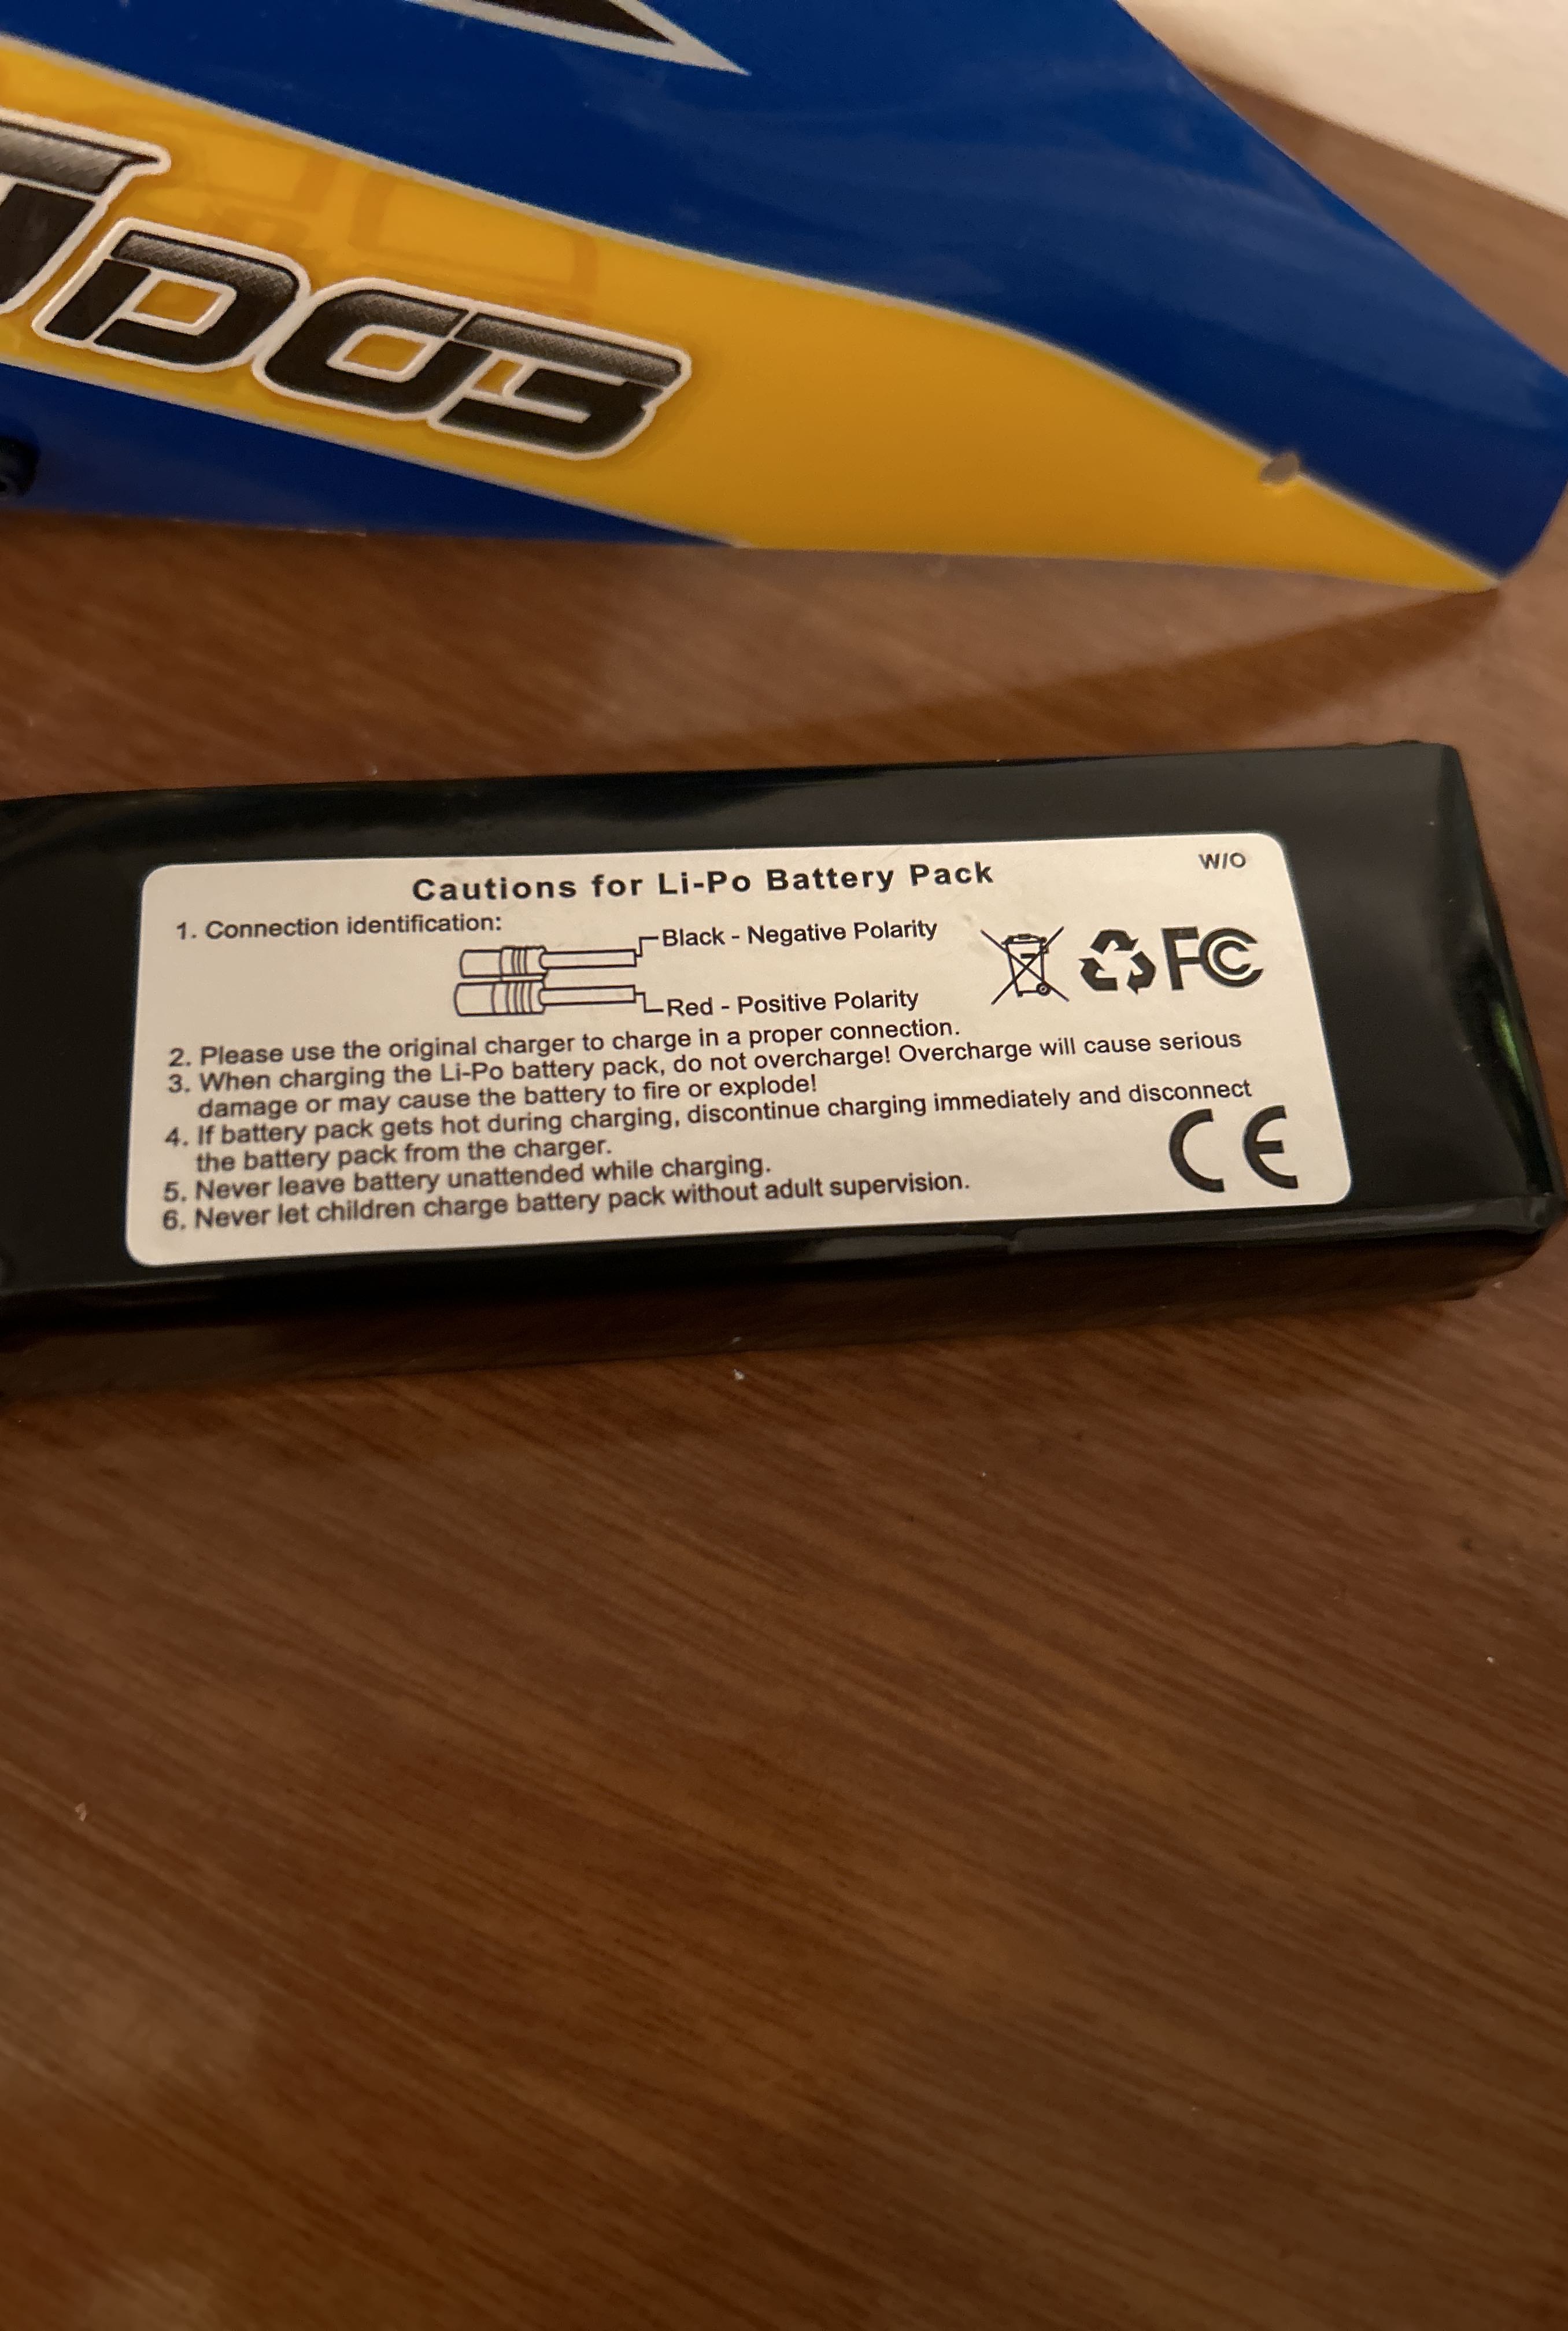 UDCS
Cautions for Li-Po Battery Pack
W/O
1. Connection identification:
Black - Negative Polarity
Red - Positive Polarity
FC
2. Please use the original charger to charge in a proper connection.
3. When charging the Li-Po battery pack, do not overcharge! Overcharge will cause serious
damage or may cause the battery to fire or explode!
4. If battery pack gets hot during charging, discontinue charging immediately and disconnect
the battery pack from the charger.
5. Never leave battery unattended while charging.
6. Never let children charge battery pack without adult supervision.
CE